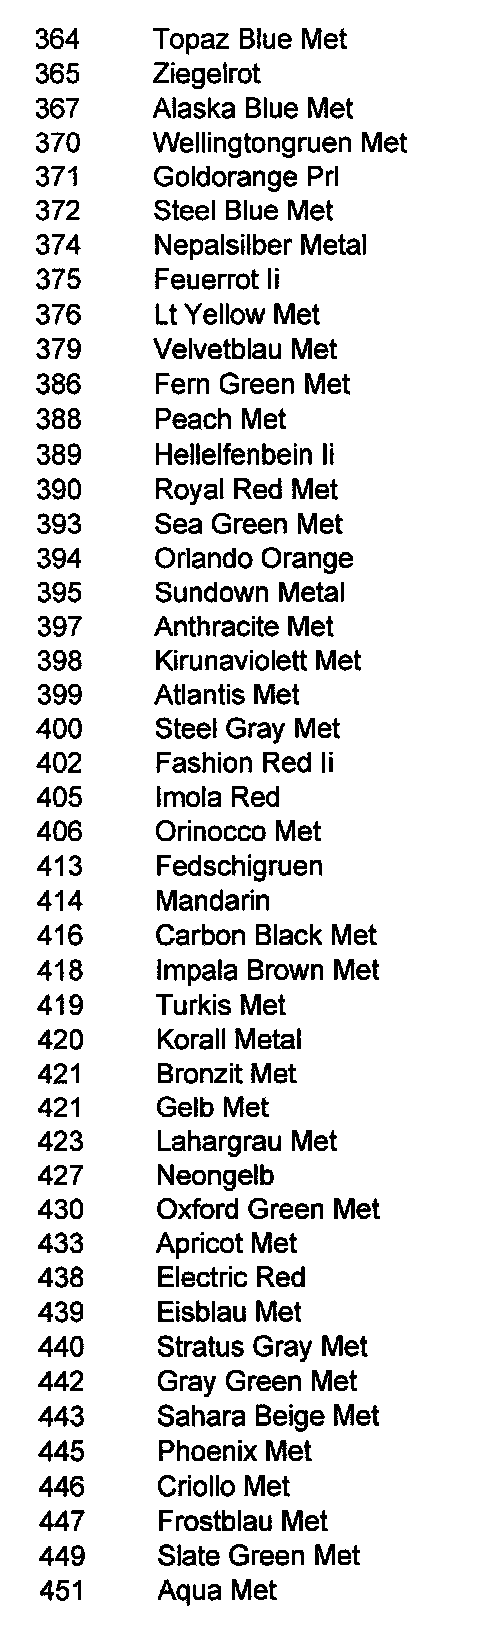 364 Topaz Blue Met
365 Ziegelrot
367 Alaska Blue Met
370 Wellingtongruen Met
371 Goldorange Prl
372 Steel Blue Met
374 Nepalsilber Metal
375 Feuerrot Ii
376 Lt Yellow Met
379 Velvetblau Met
386 Fern Green Met
388 Peach Met
389 Hellelfenbein Ii
390 Royal Red Met
393 Sea Green Met
394 Orlando Orange
395 Sundown Metal
397 Anthracite Met
398 Kirunaviolett Met
399 Atlantis Met
400 Steel Gray Met
402 Fashion Red Ii
405 Imola Red
406 Orinocco Met
413 Fedschigruen
414 Mandarin
416 Carbon Black Met
418 Impala Brown Met
419 Turkis Met
420 Korall Metal
421 Bronzit Met
421 Gelb Met
423 Lahargrau Met
427 Neongelb
430 Oxford Green Met
433 Apricot Met
438 Electric Red
439 Eisblau Met
440 Stratus Gray Met
442 Gray Green Met
443 Sahara Beige Met
445 Phoenix Met
446 Criollo Met
447 Frostblau Met
449 Slate Green Met
451 Aqua Met